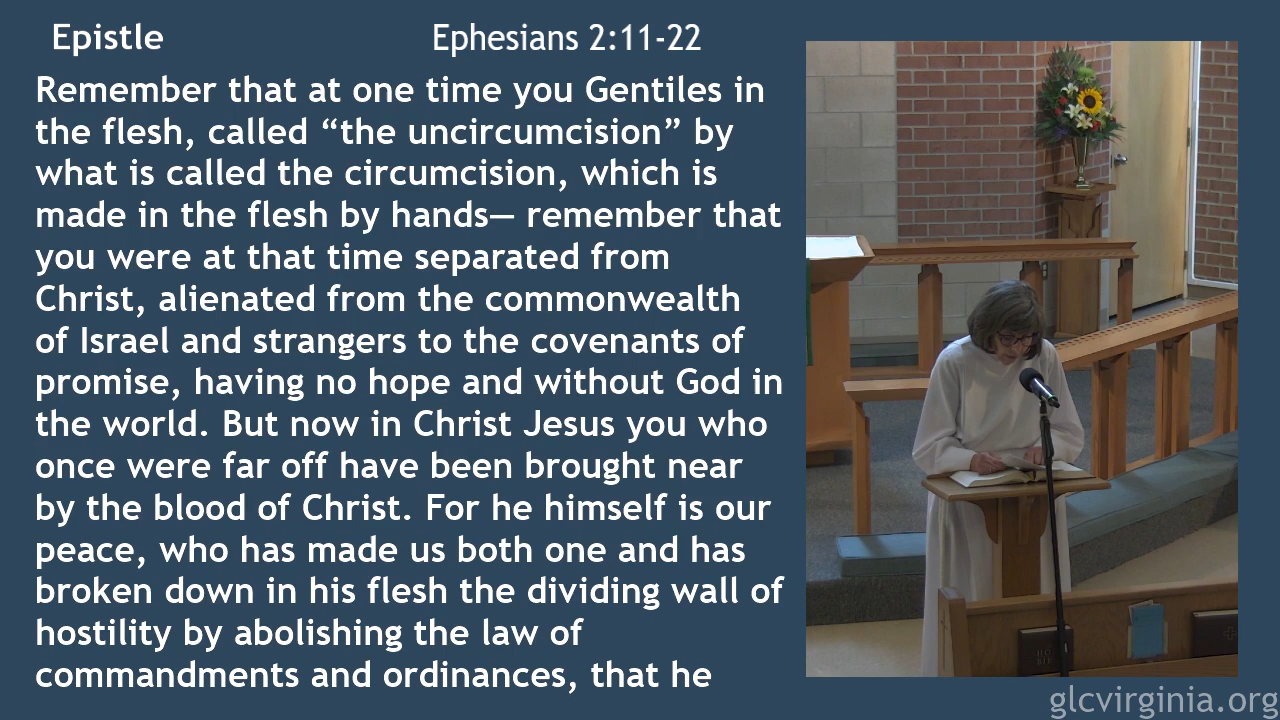 Epistle
Ephesians 2:11-22
Remember that at one time you Gentiles in
the flesh, called “the uncircumcision” by
what is called the circumcision, which is
made in the flesh by hands— remember that
you were at that time separated from
Christ, alienated from the commonwealth
of Israel and strangers to the covenants of
promise, having no hope and without God in
the world. But now in Christ Jesus you who
once were far off have been brought near
by the blood of Christ. For he himself is our
peace, who has made us both one and has
broken down in his flesh the dividing wall of
hostility by abolishing the law of
commandments and ordinances, that he
glcvirginia.org